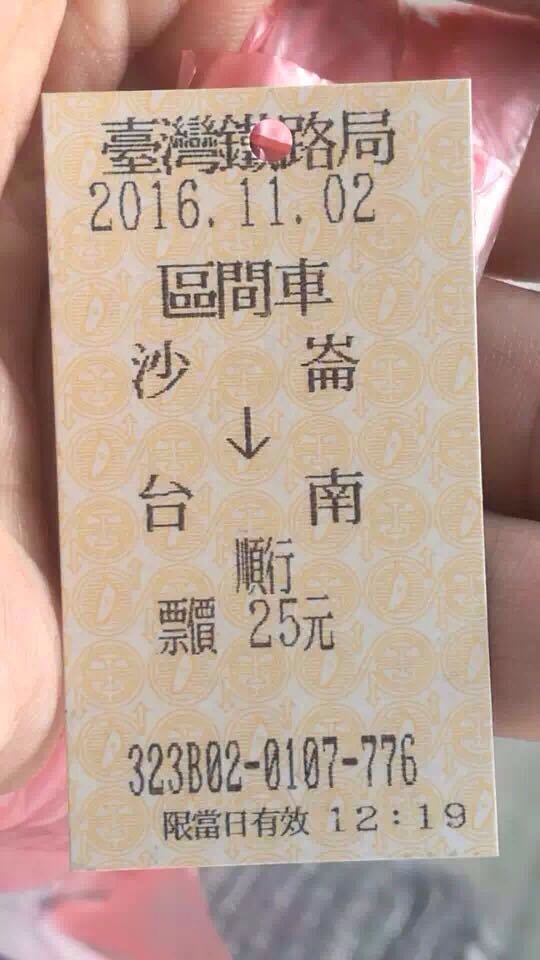 臺灣鐵路局
2016.11.02
區間車
沙崙
↓
台南
順行
票價 25元
323B02-0107-776
限當日有效 12:19